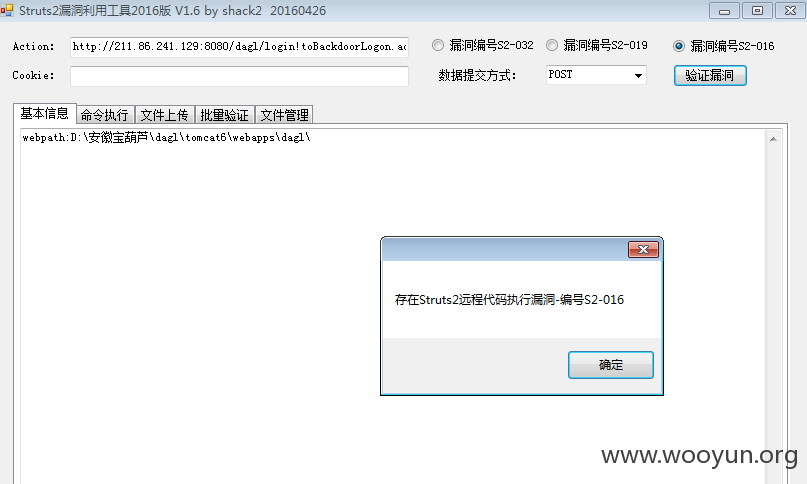 Struts2漏洞利用工具2016版 V1.6 by shack2 20160426
Action: http://211.86.241.129:8080/dagl/login!toBackdoorLogon.ac 漏洞编号S2-032 漏洞编号S2-019 漏洞编号S2-016
Cookie: 数据提交方式: POST 验证漏洞
基本信息 命令执行 文件上传 批量验证 文件管理
webpath:D:\安徽宝葫芦\dagl\tomcat6\webapps\dagl\
存在Struts2远程代码执行漏洞-编号S2-016
确定
www.wooyun.org